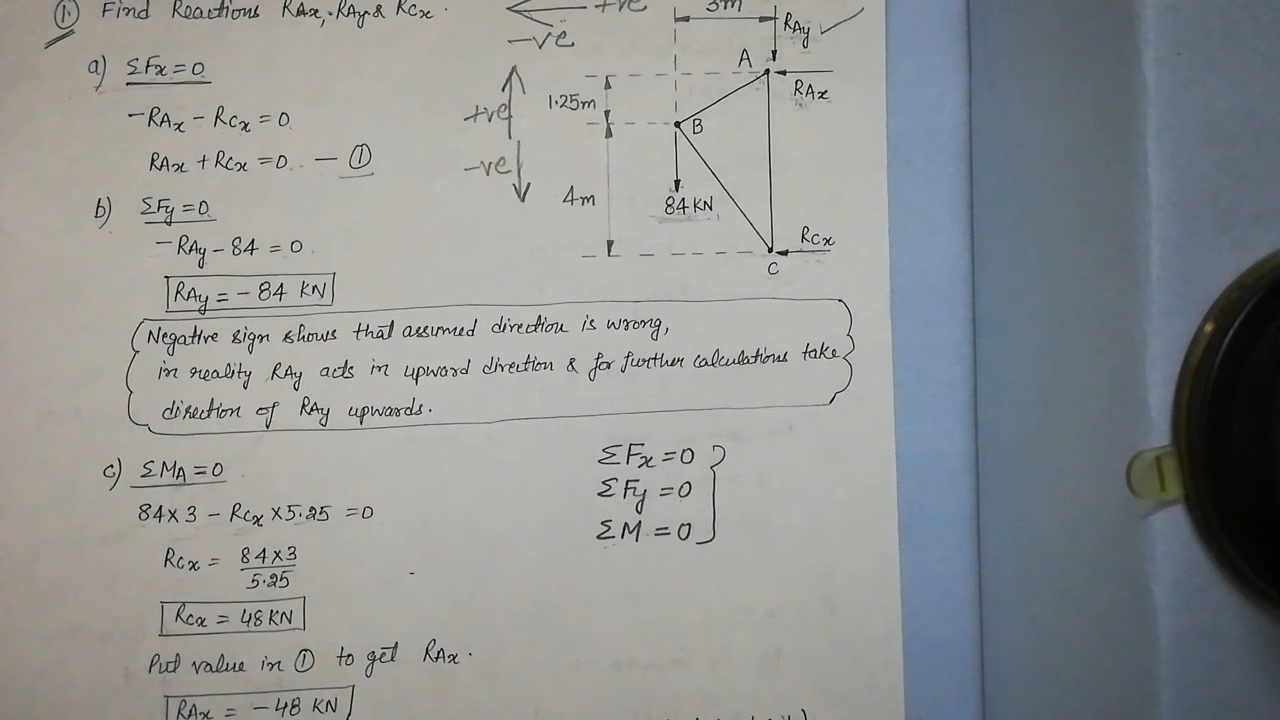 ① Find Reactions RAx, RAy & RCx.
a) ΣFx=0
-RAx - RCx = 0
RAx + RCx = 0 — ①
b) ΣFy=0
-RAy - 84 = 0
RAy = - 84 KN
Negative sign shows that assumed direction is wrong,
in reality RAy acts in upward direction & for further calculations take
direction of RAy upwards.
c) ΣMA=0
84×3 - RCx × 5.25 = 0
RCx = 84×3
5.25
RCx = 48 KN
Put value in ① to get RAx.
RAx = -48 KN
+ve
-ve
+ve
-ve
3m
RAy
A
RAx
1.25m
B
4m
84 KN
RCx
C
ΣFx=0
ΣFy=0
ΣM=0